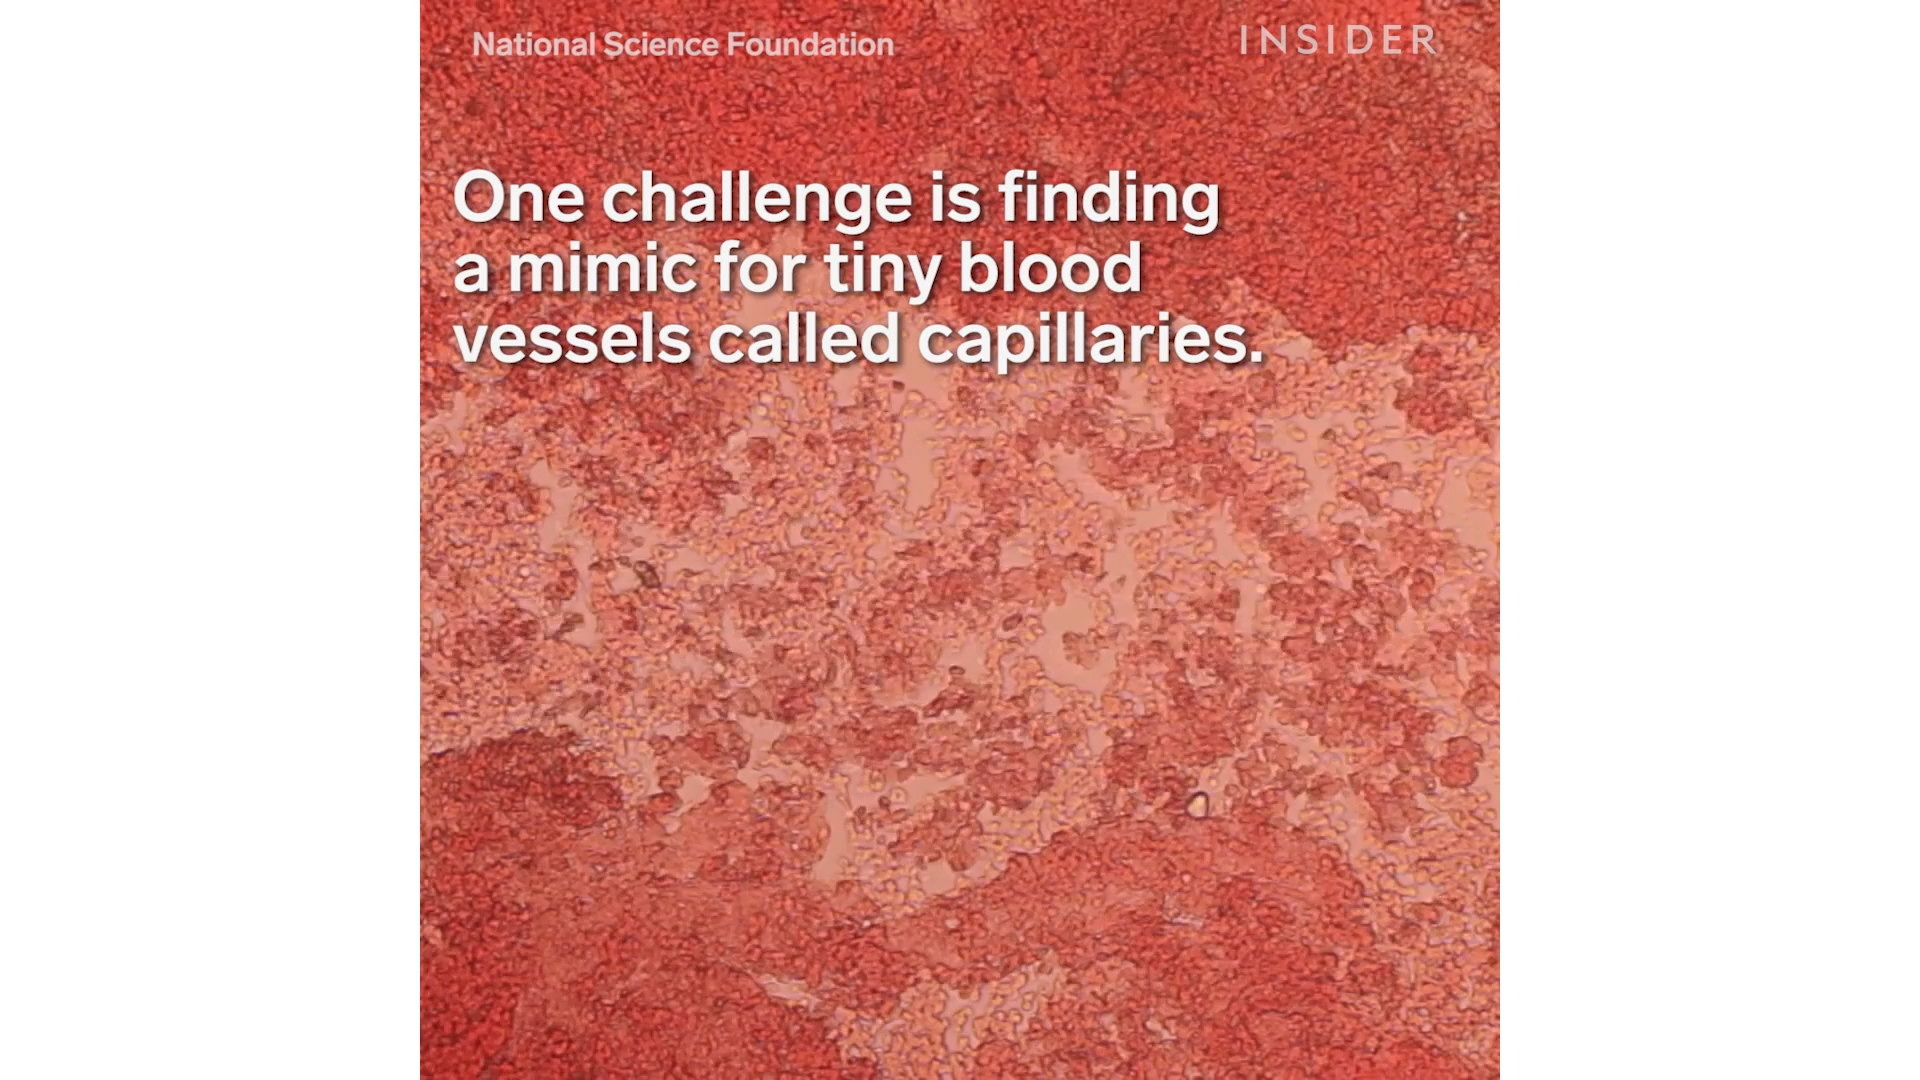 National Science Foundation
INSIDER
One challenge is finding
a mimic for tiny blood
vessels called capillaries.